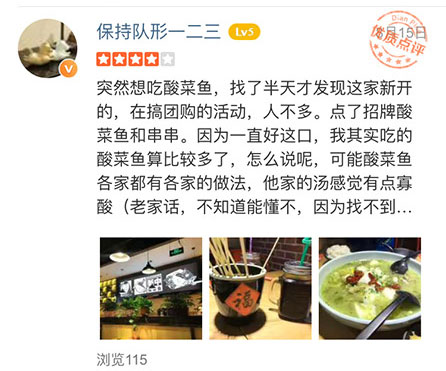 保持队形一二三 Lv5
月15日
优质点评
突然想吃酸菜鱼，找了半天才发现这家新开
的，在搞团购的活动，人不多。点了招牌酸
菜鱼和串串。因为一直好这口，我其实吃的
酸菜鱼算比较多了，怎么说呢，可能酸菜鱼
各家都有各家的做法，他家的汤感觉有点寡
酸（老家话，不知道能懂不，因为找不到...
福
浏览115